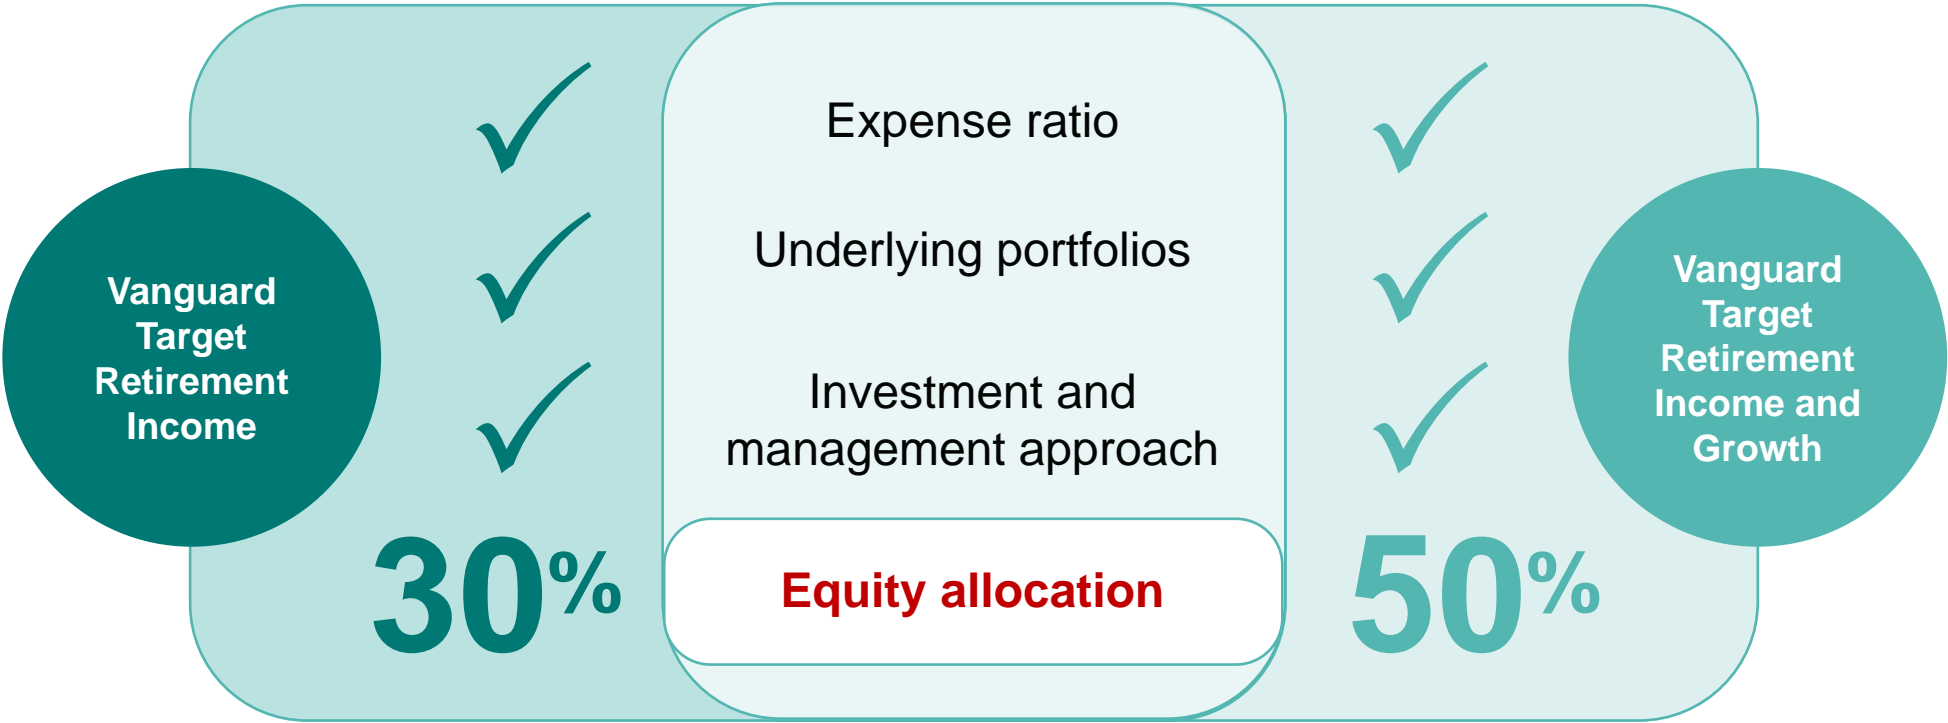 Vanguard
Target
Retirement
Income
Expense ratio
Underlying portfolios
Investment and
management approach
30%
Equity allocation
50%
Vanguard
Target
Retirement
Income and
Growth